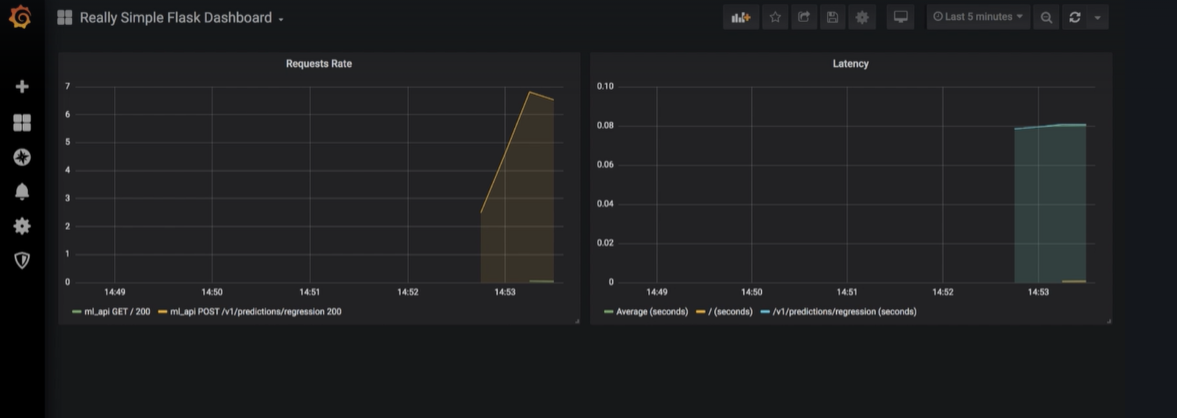 Really Simple Flask Dashboard
Last 5 minutes
Requests Rate
7
6
5
4
3
2
1
0
14:49 14:50 14:51 14:52 14:53
ml_api GET / 200 ml_api POST /v1/predictions/regression 200
Latency
0.10
0.08
0.06
0.04
0.02
0
14:49 14:50 14:51 14:52 14:53
Average (seconds) / (seconds) /v1/predictions/regression (seconds)